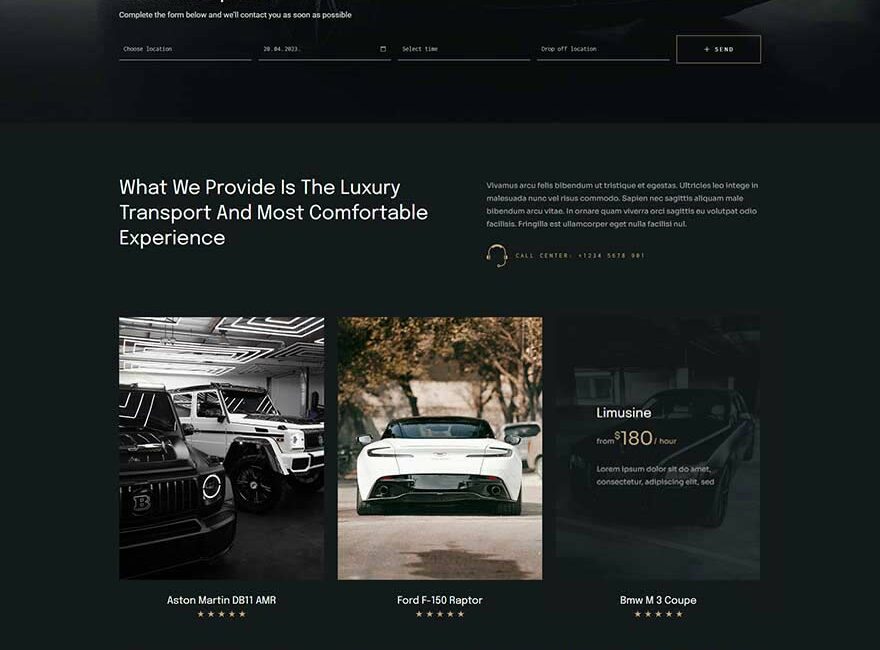 Complete the form below and we'll contact you as soon as possible
Choose location
20.04.2023.
Select time
Drop off location
+ SEND
What We Provide Is The Luxury
Transport And Most Comfortable
Experience
Vivamus arcu felis bibendum ut tristique et egestas. Ultricies leo integer in
malesuada nunc vel risus commodo. Sapien nec sagittis aliquam male
bibendum arcu vitae. In ornare quam viverra orci sagittis eu volutpat odio
facilisis. Fringilla est ullamcorper eget nulla facilisi nul.
CALL CENTER: +1234 5678 901
Limusine
from $180 / hour
Lorem ipsum dolor sit do amet,
consectetur, adipiscing elit, sed
Aston Martin DB11 AMR
Ford F-150 Raptor
Bmw M 3 Coupe
★★★★★
★★★★★
★★★★★